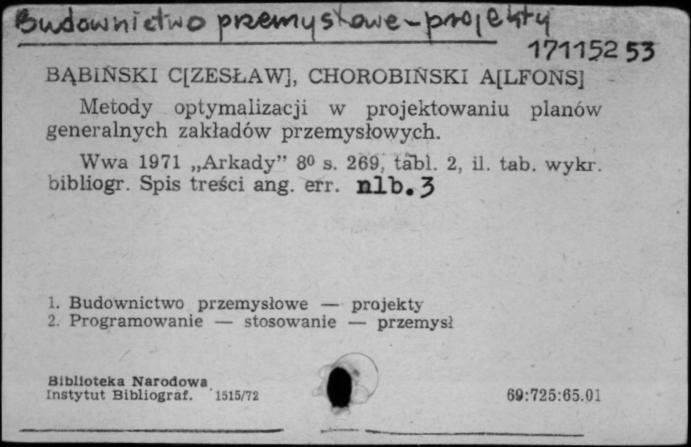 Budownictwo przemysłowe - projekty
171152 53
BĄBIŃSKI C[ZESŁAW], CHOROBIŃSKI A[LFONS]
Metody optymalizacji w projektowaniu planów
generalnych zakładów przemysłowych.
Wwa 1971 „Arkady” 8⁰ s. 269, tabl. 2, il. tab. wykr.
bibliogr. Spis treści ang. err. nlb. 3
1. Budownictwo przemysłowe — projekty
2. Programowanie — stosowanie — przemysł
Biblioteka Narodowa
Instytut Bibliograf. 1515/72
69:725:65.01